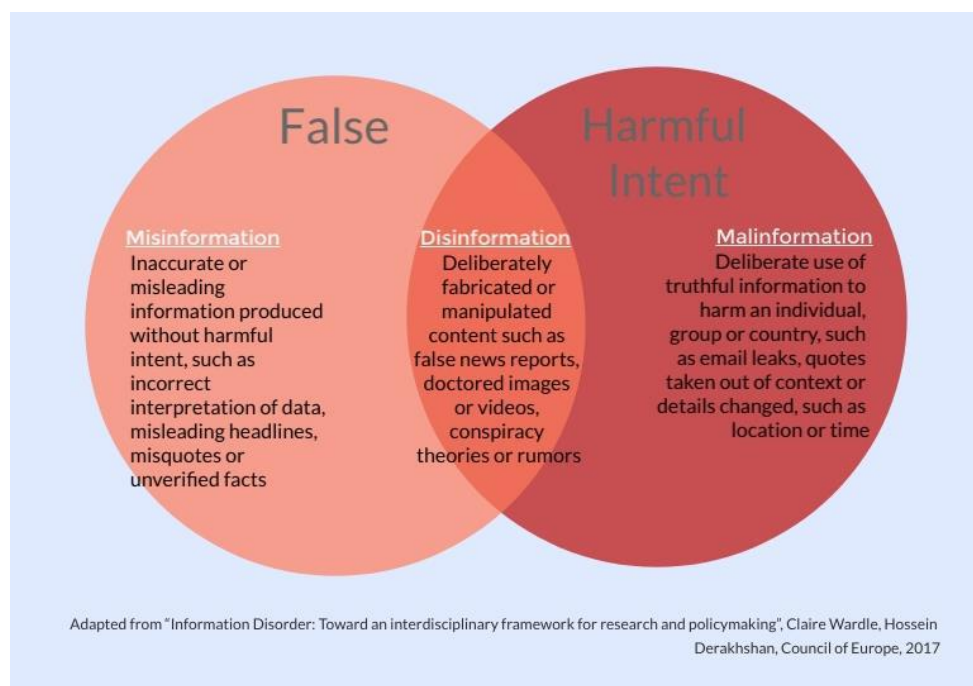 False
Harmful
Intent
Misinformation
Inaccurate or
misleading
information produced
without harmful
intent, such as
incorrect
interpretation of data,
misleading headlines,
misquotes or
unverified facts
Disinformation
Deliberately
fabricated or
manipulated
content such as
false news reports,
doctored images
or videos,
conspiracy
theories or rumors
Malinformation
Deliberate use of
truthful information to
harm an individual,
group or country, such
as email leaks, quotes
taken out of context or
details changed, such as
location or time
Adapted from "Information Disorder: Toward an interdisciplinary framework for research and policymaking", Claire Wardle, Hossein
Derakhshan, Council of Europe, 2017